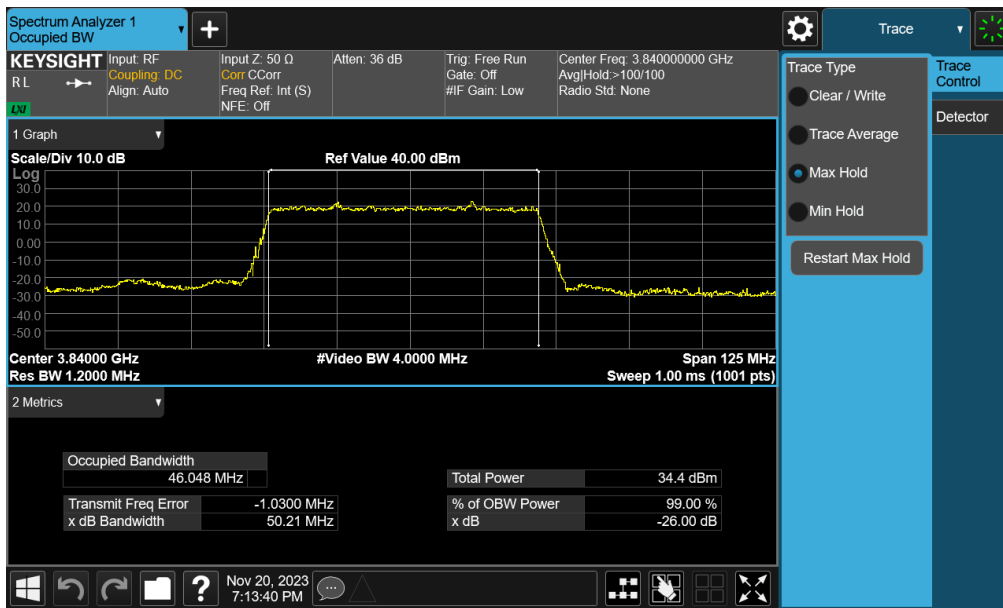 Spectrum Analyzer 1
Occupied BW
+
Trace
KEYSIGHT Input: RF Input Z: 50 Ω Atten: 36 dB Trig: Free Run Center Freq: 3.840000000 GHz
R L Coupling: DC Corr CCorr Gate: Off Avg|Hold:>100/100
Align: Auto Freq Ref: Int (S) #IF Gain: Low Radio Std: None
LXI NFE: Off
Trace Type
Clear / Write
Trace Average
Max Hold
Min Hold
Restart Max Hold
Trace
Control
Detector
1 Graph
Scale/Div 10.0 dB Ref Value 40.00 dBm
Log
30.0
20.0
10.0
0.00
-10.0
-20.0
-30.0
-40.0
-50.0
Center 3.84000 GHz #Video BW 4.0000 MHz Span 125 MHz
Res BW 1.2000 MHz Sweep 1.00 ms (1001 pts)
2 Metrics
Occupied Bandwidth
46.048 MHz Total Power 34.4 dBm
Transmit Freq Error -1.0300 MHz % of OBW Power 99.00 %
x dB Bandwidth 50.21 MHz x dB -26.00 dB
? Nov 20, 2023
7:13:40 PM